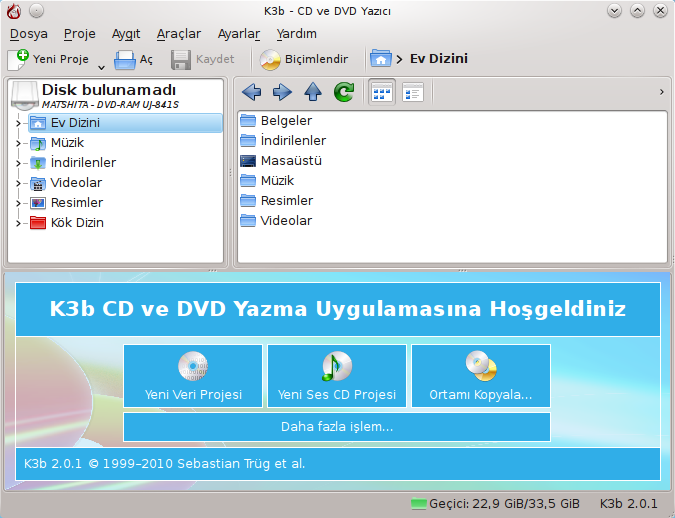 K3b - CD ve DVD Yazıcı
Dosya Proje Aygıt Araçlar Ayarlar Yardım
Yeni Proje Aç Kaydet Biçimlendir Ev Dizini
Disk bulunamadı
MATSHITA - DVD-RAM UJ-841S
Ev Dizini
Müzik
İndirilenler
Videolar
Resimler
Kök Dizin
Belgeler
İndirilenler
Masaüstü
Müzik
Resimler
Videolar
K3b CD ve DVD Yazma Uygulamasına Hoşgeldiniz
Yeni Veri Projesi Yeni Ses CD Projesi Ortamı Kopyala...
Daha fazla işlem...
K3b 2.0.1 © 1999–2010 Sebastian Trüg et al.
Geçici: 22,9 GiB/33,5 GiB K3b 2.0.1